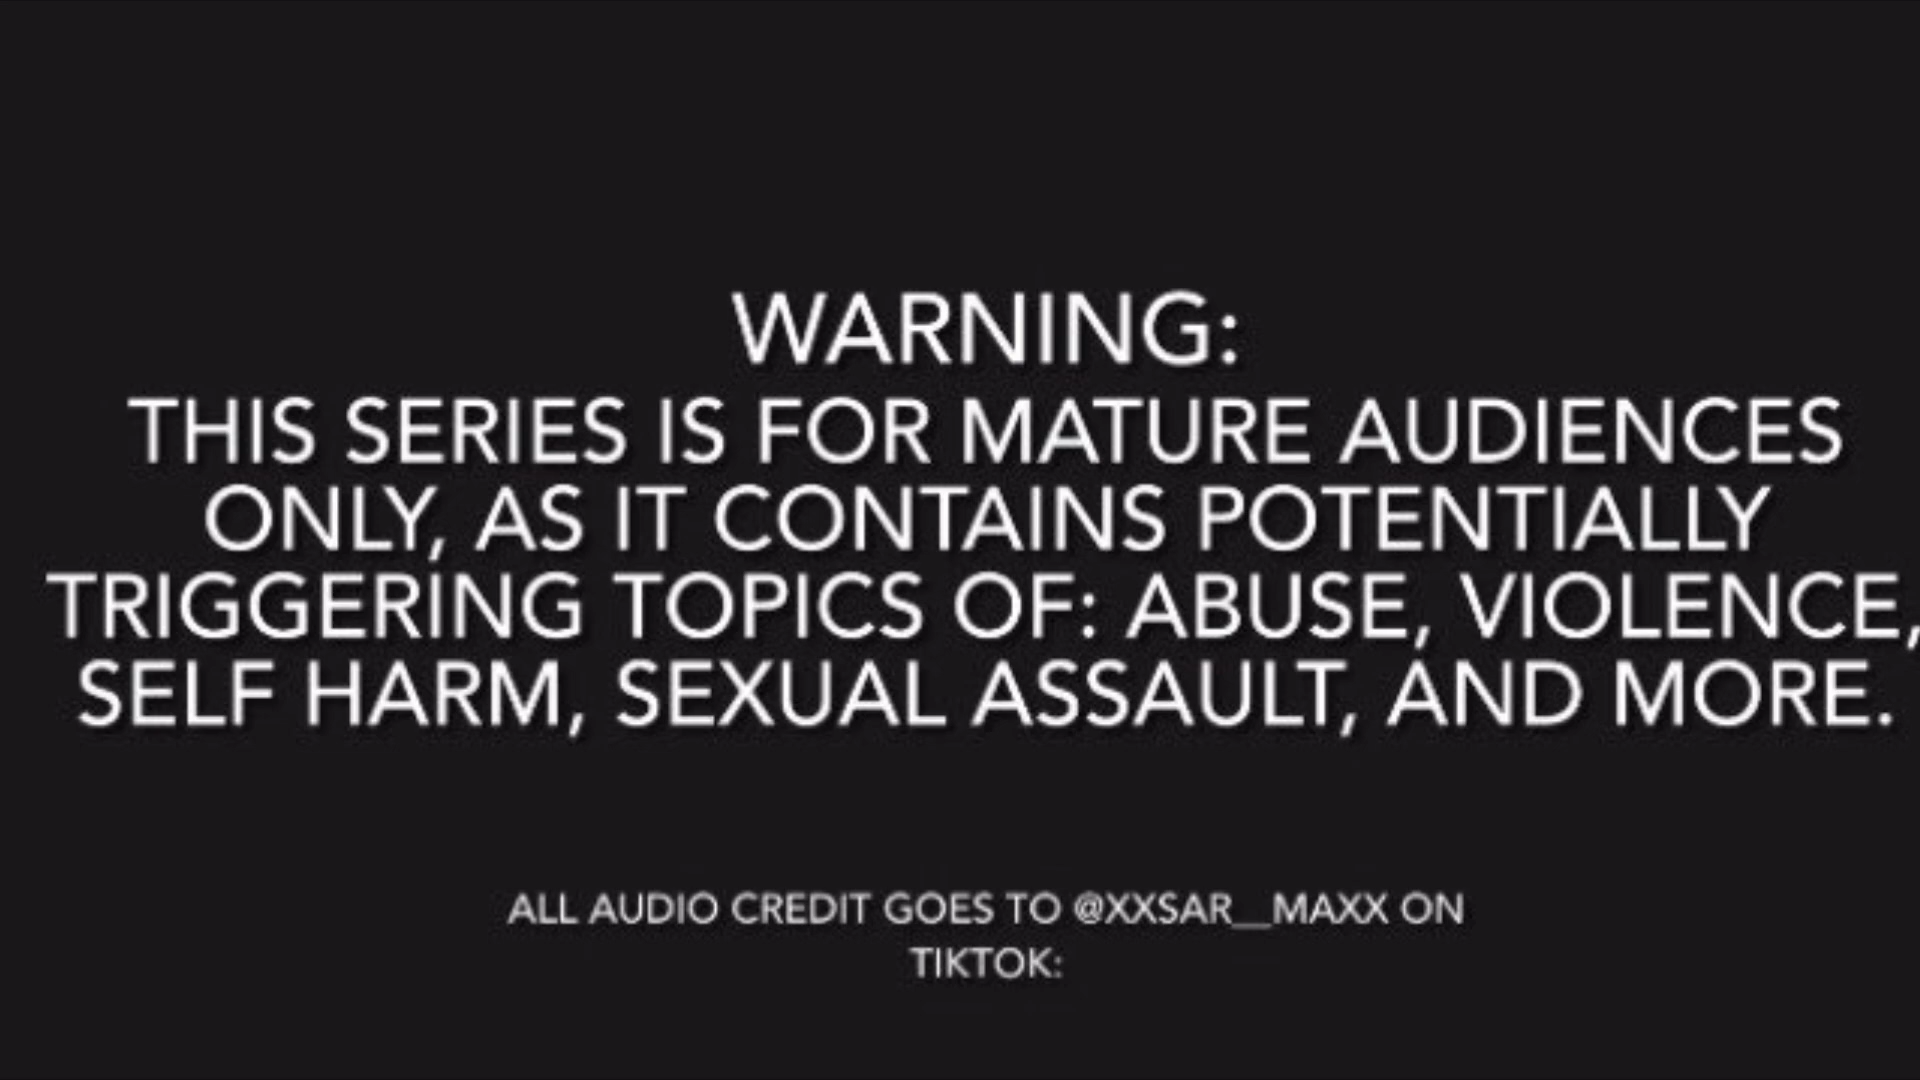 WARNING:
THIS SERIES IS FOR MATURE AUDIENCES
ONLY, AS IT CONTAINS POTENTIALLY
TRIGGERING TOPICS OF: ABUSE, VIOLENCE,
SELF HARM, SEXUAL ASSAULT, AND MORE.
ALL AUDIO CREDIT GOES TO @XXSAR__MAXX ON
TIKTOK: